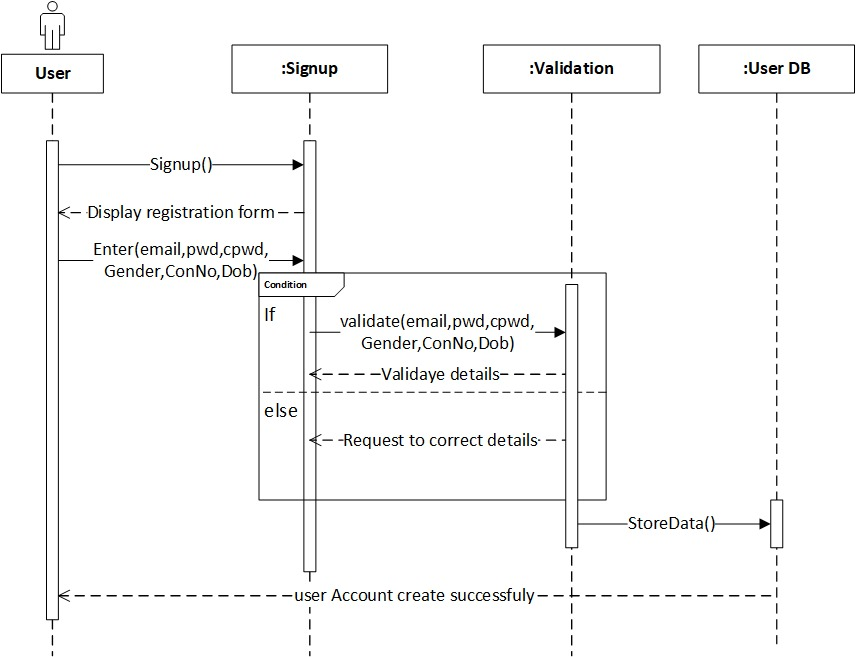 User
:Signup
:Validation
:User DB
Signup()
Display registration form
Enter(email,pwd,cpwd,
Gender,ConNo,Dob)
Condition
If
validate(email,pwd,cpwd,
Gender,ConNo,Dob)
Validaye details
else
Request to correct details
StoreData()
user Account create successfuly